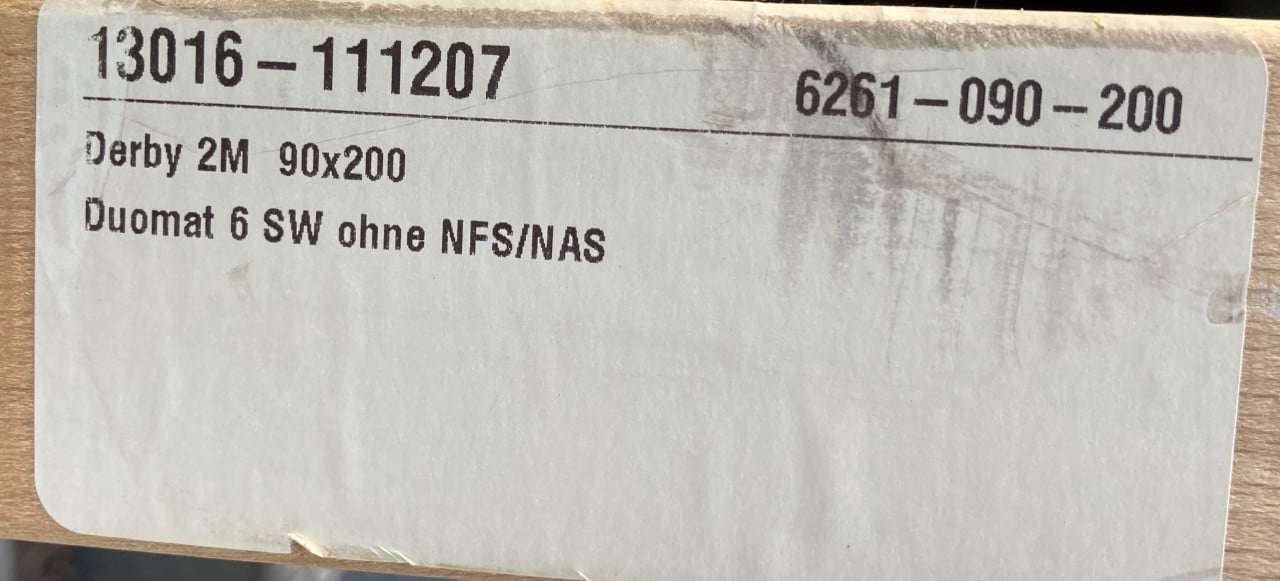 13016-111207 6261-090-200
Derby 2M 90x200
Duomat 6 SW ohne NFS/NAS